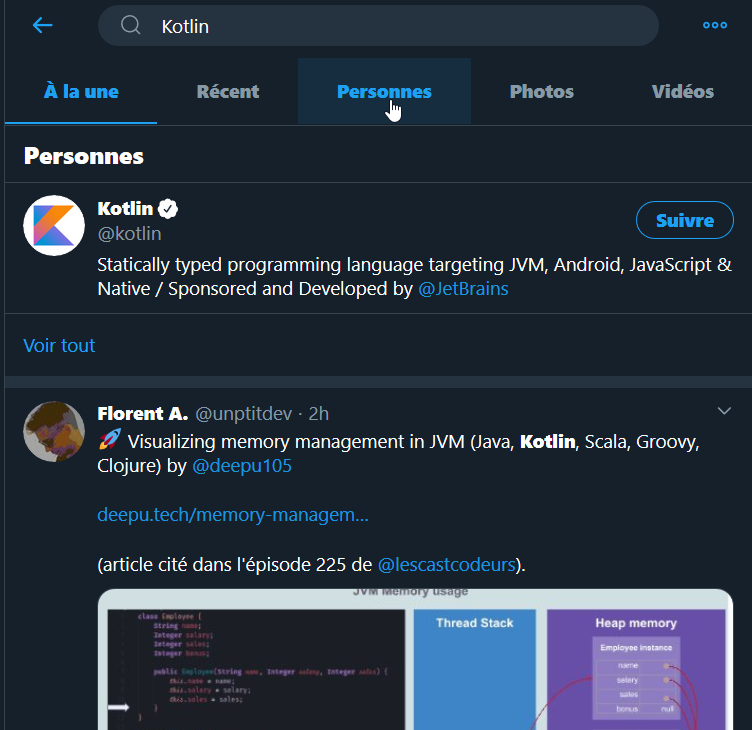 Kotlin
À la une Récent Personnes Photos Vidéos
Personnes
Kotlin
@kotlin
Suivre
Statically typed programming language targeting JVM, Android, JavaScript &
Native / Sponsored and Developed by @JetBrains
Voir tout
Florent A. @unptitdev · 2h
🚀 Visualizing memory management in JVM (Java, Kotlin, Scala, Groovy,
Clojure) by @deepu105
deepu.tech/memory-managem...
(article cité dans l'épisode 225 de @lescastcodeurs).
JVM Memory usage
class Employee {
String name;
Integer salary;
Integer sales;
Integer bonus;
public Employee(String name, Integer salary, Integer sales) {
this.name = name;
this.salary = salary;
this.sales = sales;
}
}
Thread Stack
Heap memory
Employee instance
name
salery
sales
bonus null